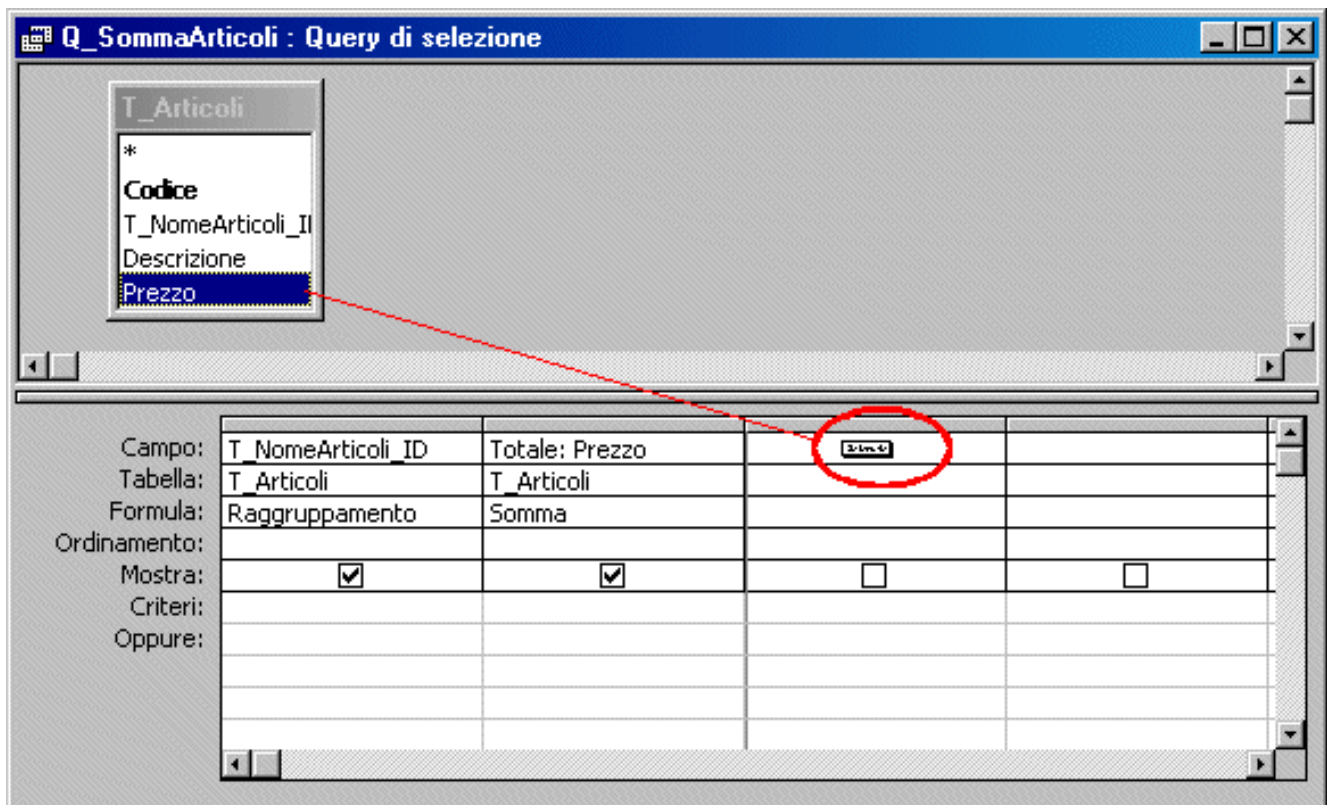 Q_SommaArticoli : Query di selezione
T_Articoli
*
Codice
T_NomeArticoli_II
Descrizione
Prezzo
Campo: T_NomeArticoli_ID Totale: Prezzo
Tabella: T_Articoli T_Articoli
Formula: Raggruppamento Somma
Ordinamento:
Mostra:
Criteri:
Oppure: